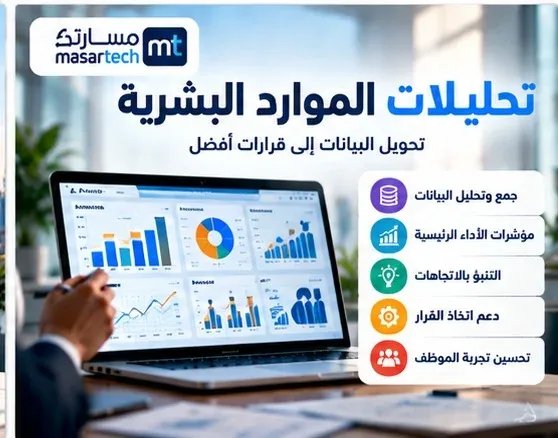 مسارتك
masartech
mt
تحليلات الموارد البشرية
تحويل البيانات إلى قرارات أفضل
جمع وتحليل البيانات
مؤشرات الأداء الرئيسية
التنبؤ بالاتجاهات
دعم اتخاذ القرار
تحسين تجربة الموظف